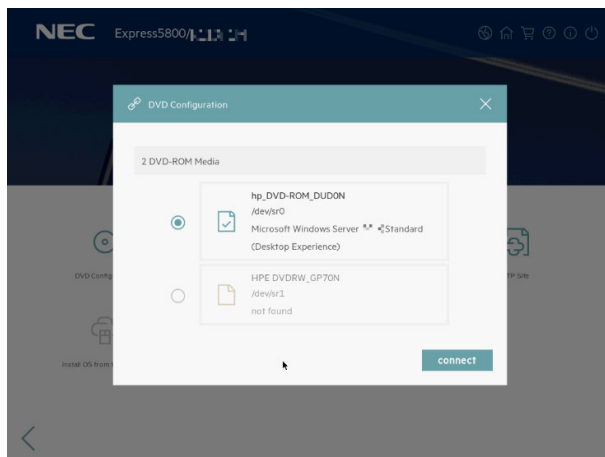 NEC Express5800/
DVD Configuration
2 DVD-ROM Media
hp_DVD-ROM_DUD0N
/dev/sr0
Microsoft Windows Server Standard
(Desktop Experience)
HPE DVDRW_GP70N
/dev/sr1
not found
connect
DVD Config
TP Site
Install OS from